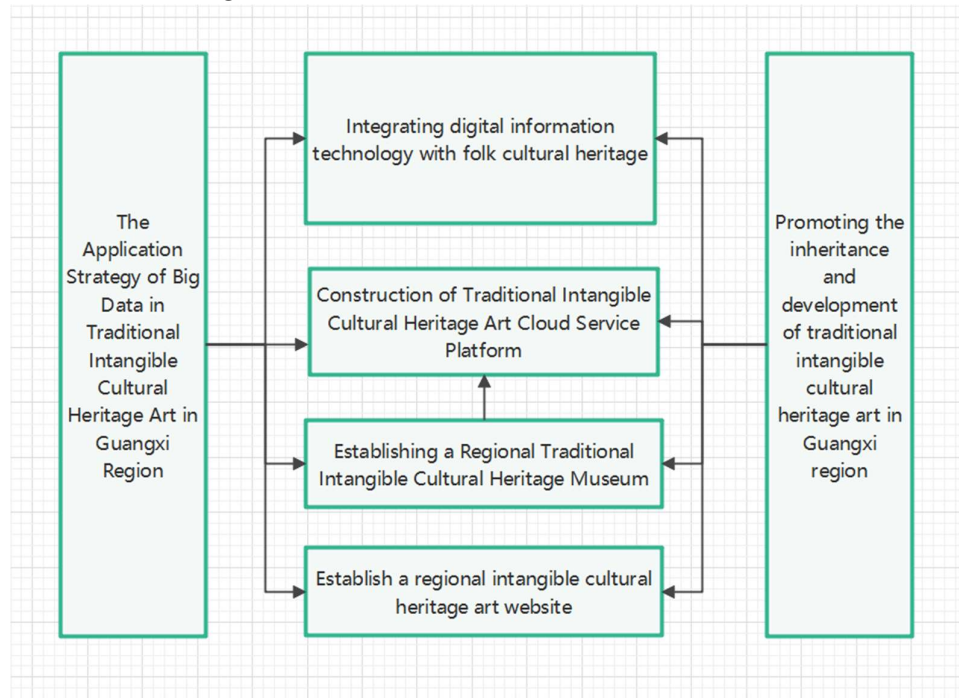 The
Application
Strategy of Big
Data in
Traditional
Intangible
Cultural
Heritage Art in
Guangxi
Region
Integrating digital information
technology with folk cultural heritage
Construction of Traditional Intangible
Cultural Heritage Art Cloud Service
Platform
Establishing a Regional Traditional
Intangible Cultural Heritage Museum
Establish a regional intangible cultural
heritage art website
Promoting the
inheritance
and
development
of traditional
intangible
cultural
heritage art in
Guangxi
region